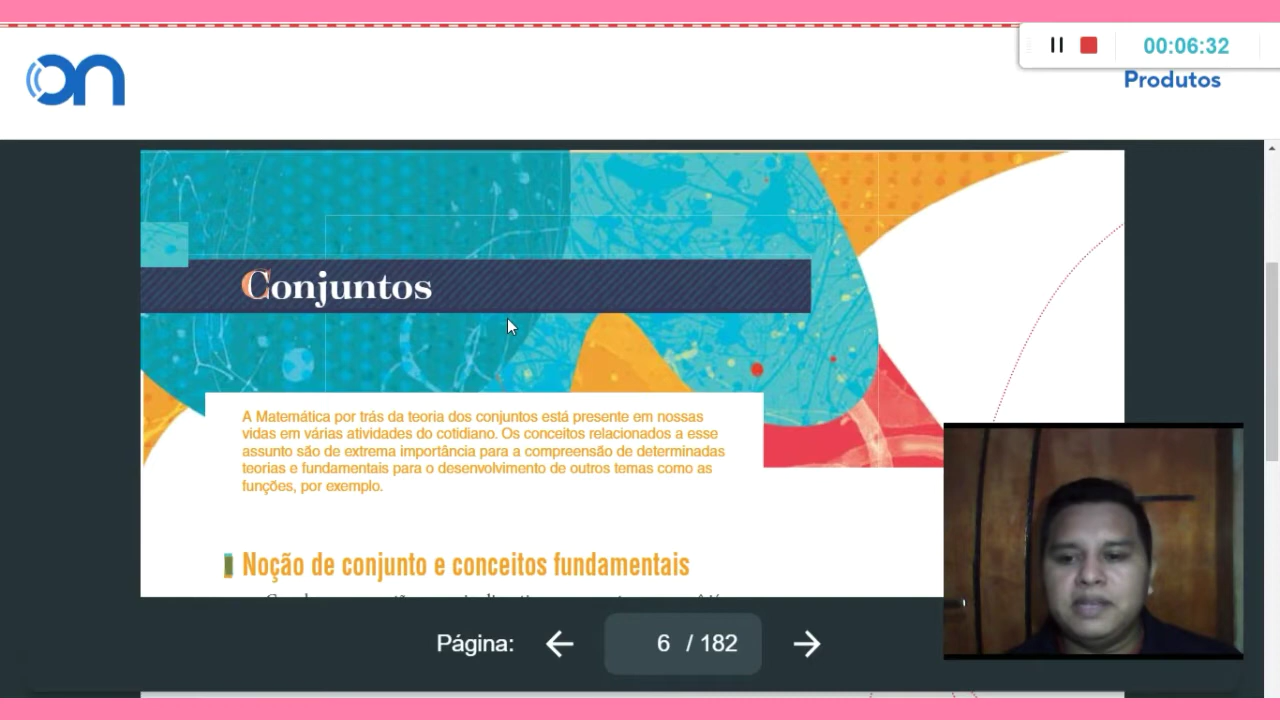 on
00:06:32
Produtos
Conjuntos
A Matemática por trás da teoria dos conjuntos está presente em nossas
vidas em várias atividades do cotidiano. Os conceitos relacionados a esse
assunto são de extrema importância para a compreensão de determinadas
teorias e fundamentais para o desenvolvimento de outros temas como as
funções, por exemplo.
Noção de conjunto e conceitos fundamentais
Página: 6 / 182